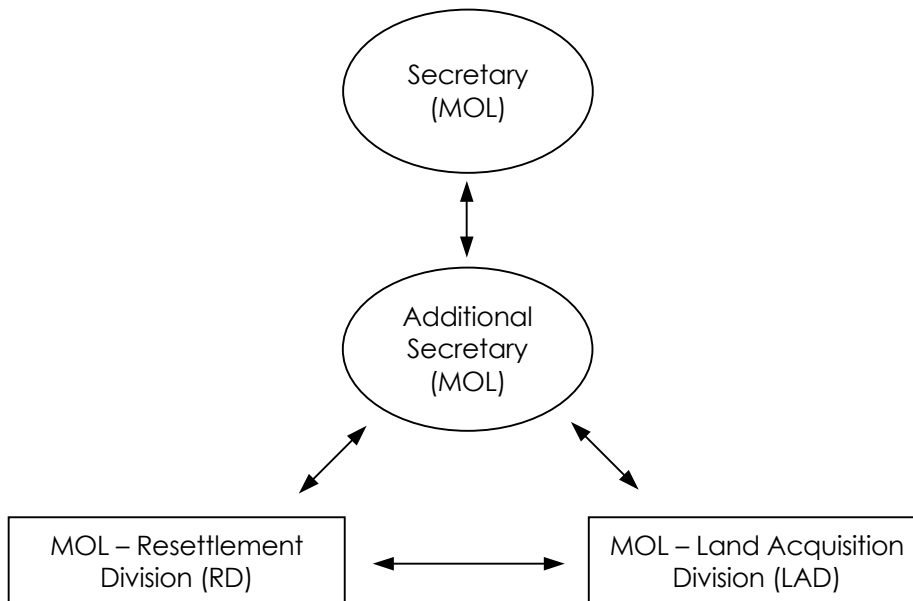 Secretary
(MOL)
Additional
Secretary
(MOL)
MOL – Resettlement
Division (RD)
MOL – Land Acquisition
Division (LAD)